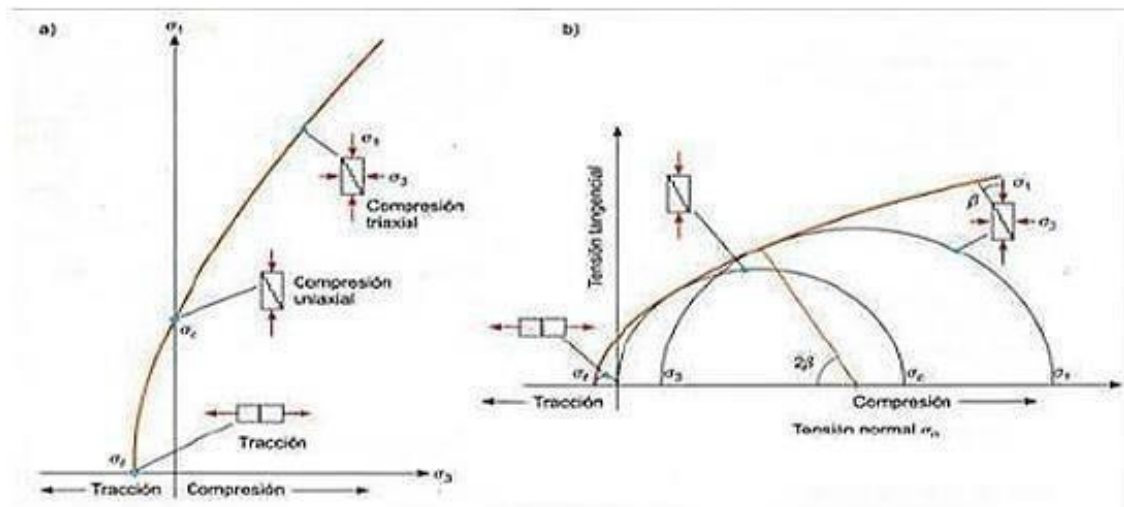 a)
σ₁
σ₁
σ₃
Compresión
triaxial
Compresión
uniaxial
σc
Tracción
σt
σ₃
Tracción
Compresión
b)
Tensión tangencial
β
σ₁
σ₃
2β
σt
σ₃
σc
σ₁
Tracción
Compresión
Tensión normal σn